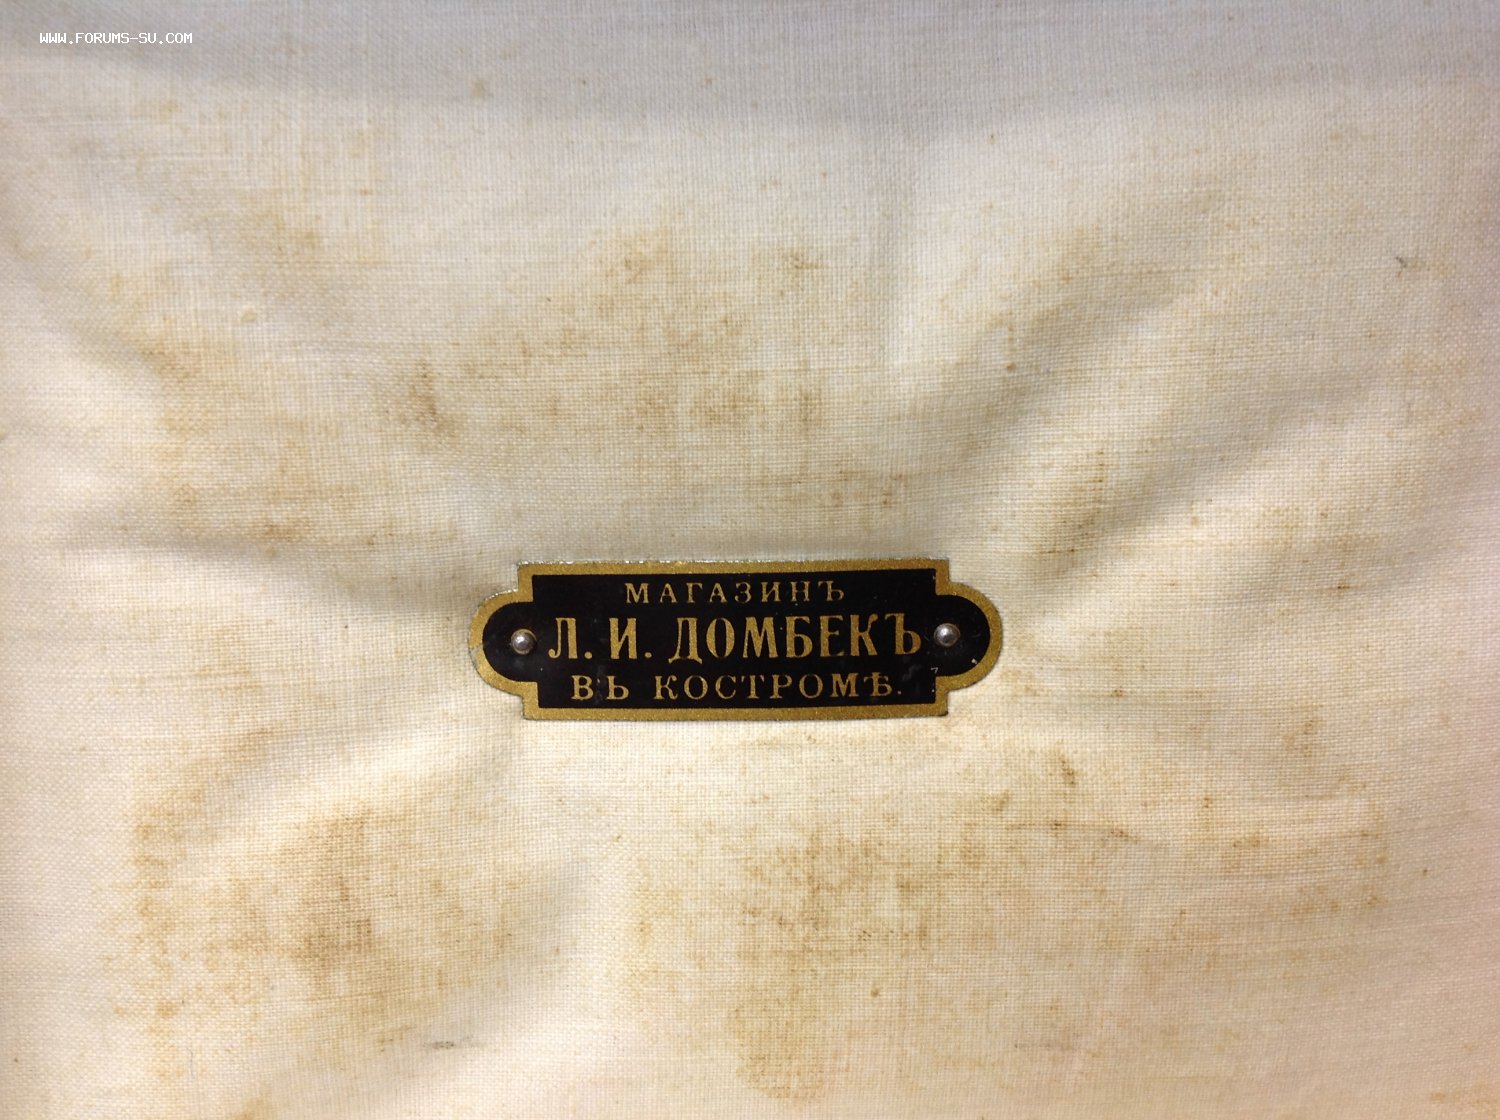 WWW.FORUMS-SU.COM
МАГАЗИНЪ
Л. И. ДОМБЕКЪ
ВЪ КОСТРОМѢ.